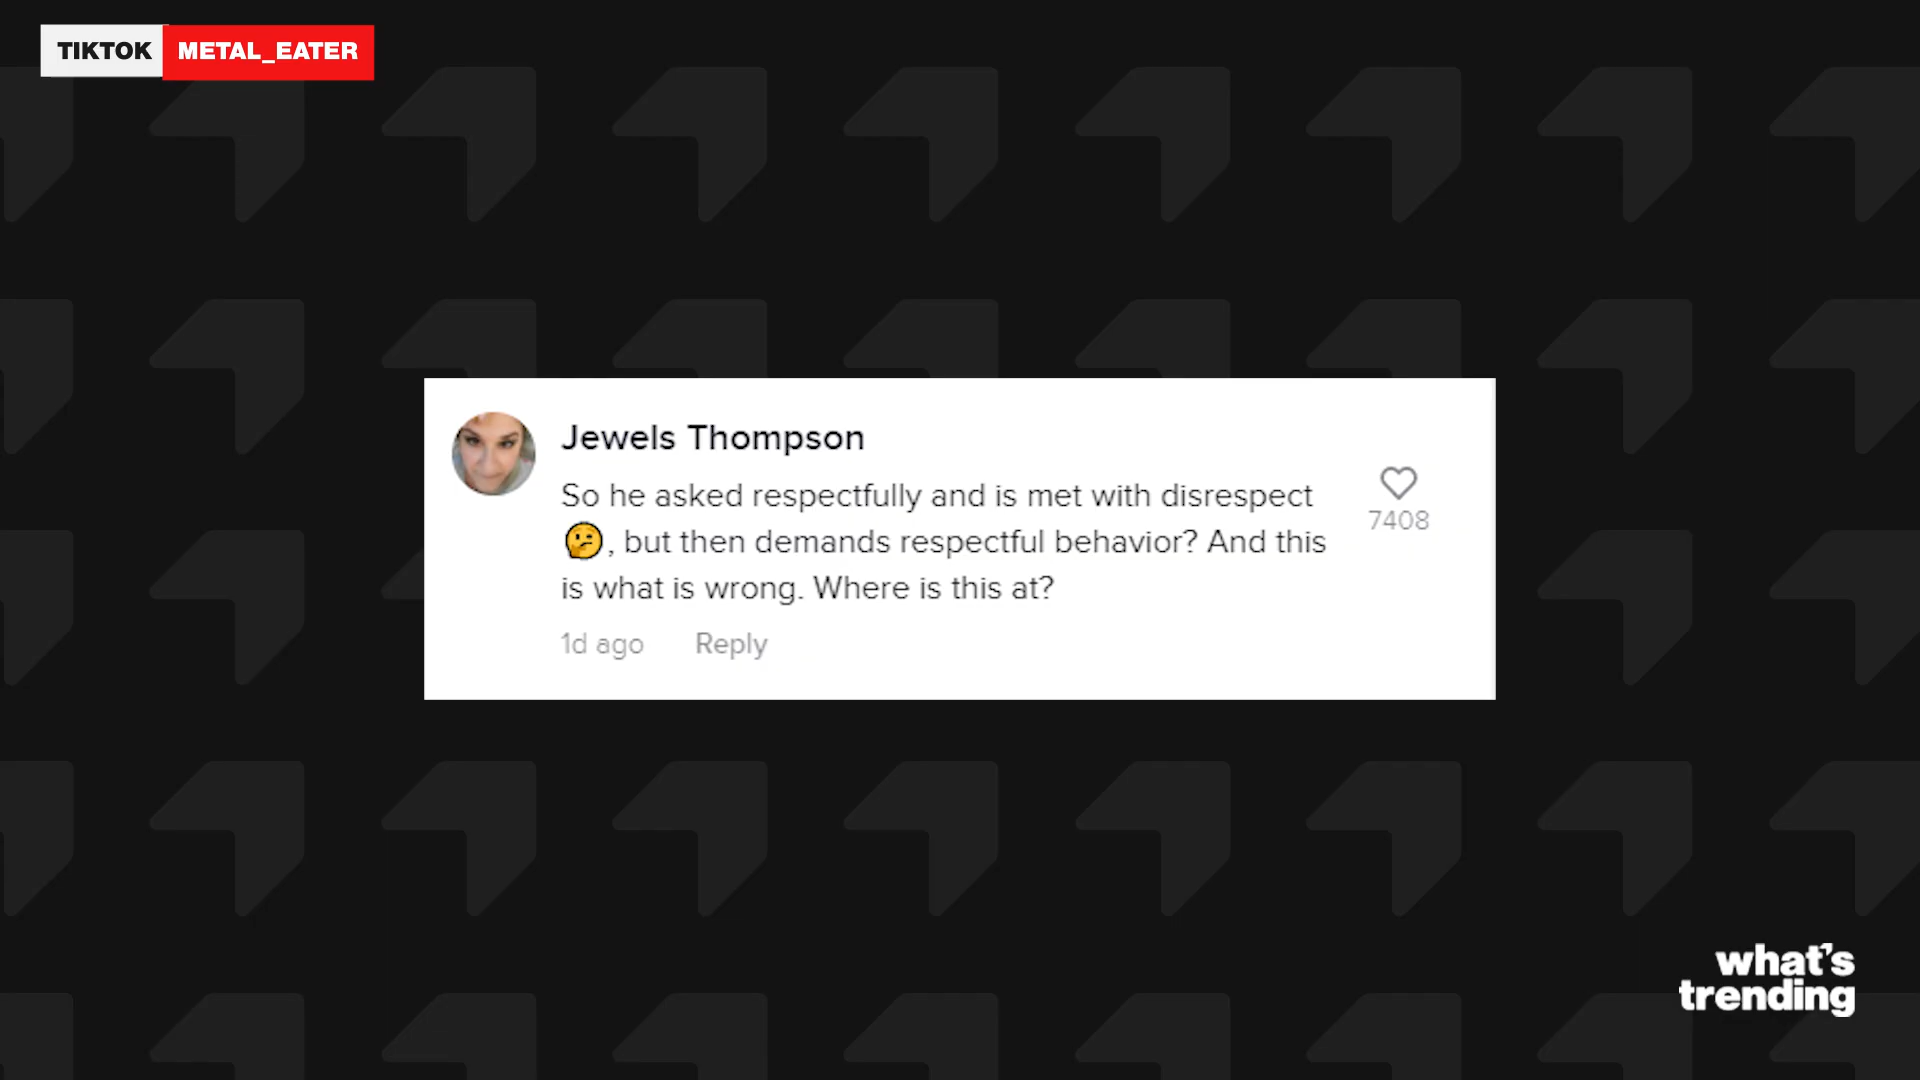 TIKTOK METAL_EATER
Jewels Thompson
So he asked respectfully and is met with disrespect
🤔, but then demands respectful behavior? And this
is what is wrong. Where is this at?
7408
1d ago Reply
what's
trending